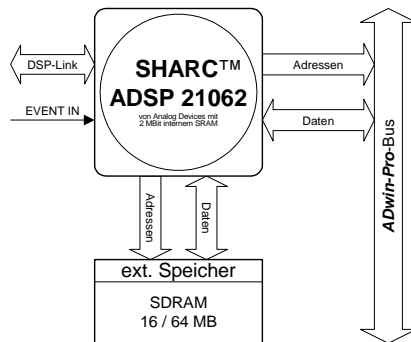 DSP-Link
EVENT IN
SHARC™
ADSP 21062
von Analog Devices mit
2 MBit internem SRAM
Adressen
Daten
ADwin-Pro-Bus
Adressen
Daten
ext. Speicher
SDRAM
16 / 64 MB